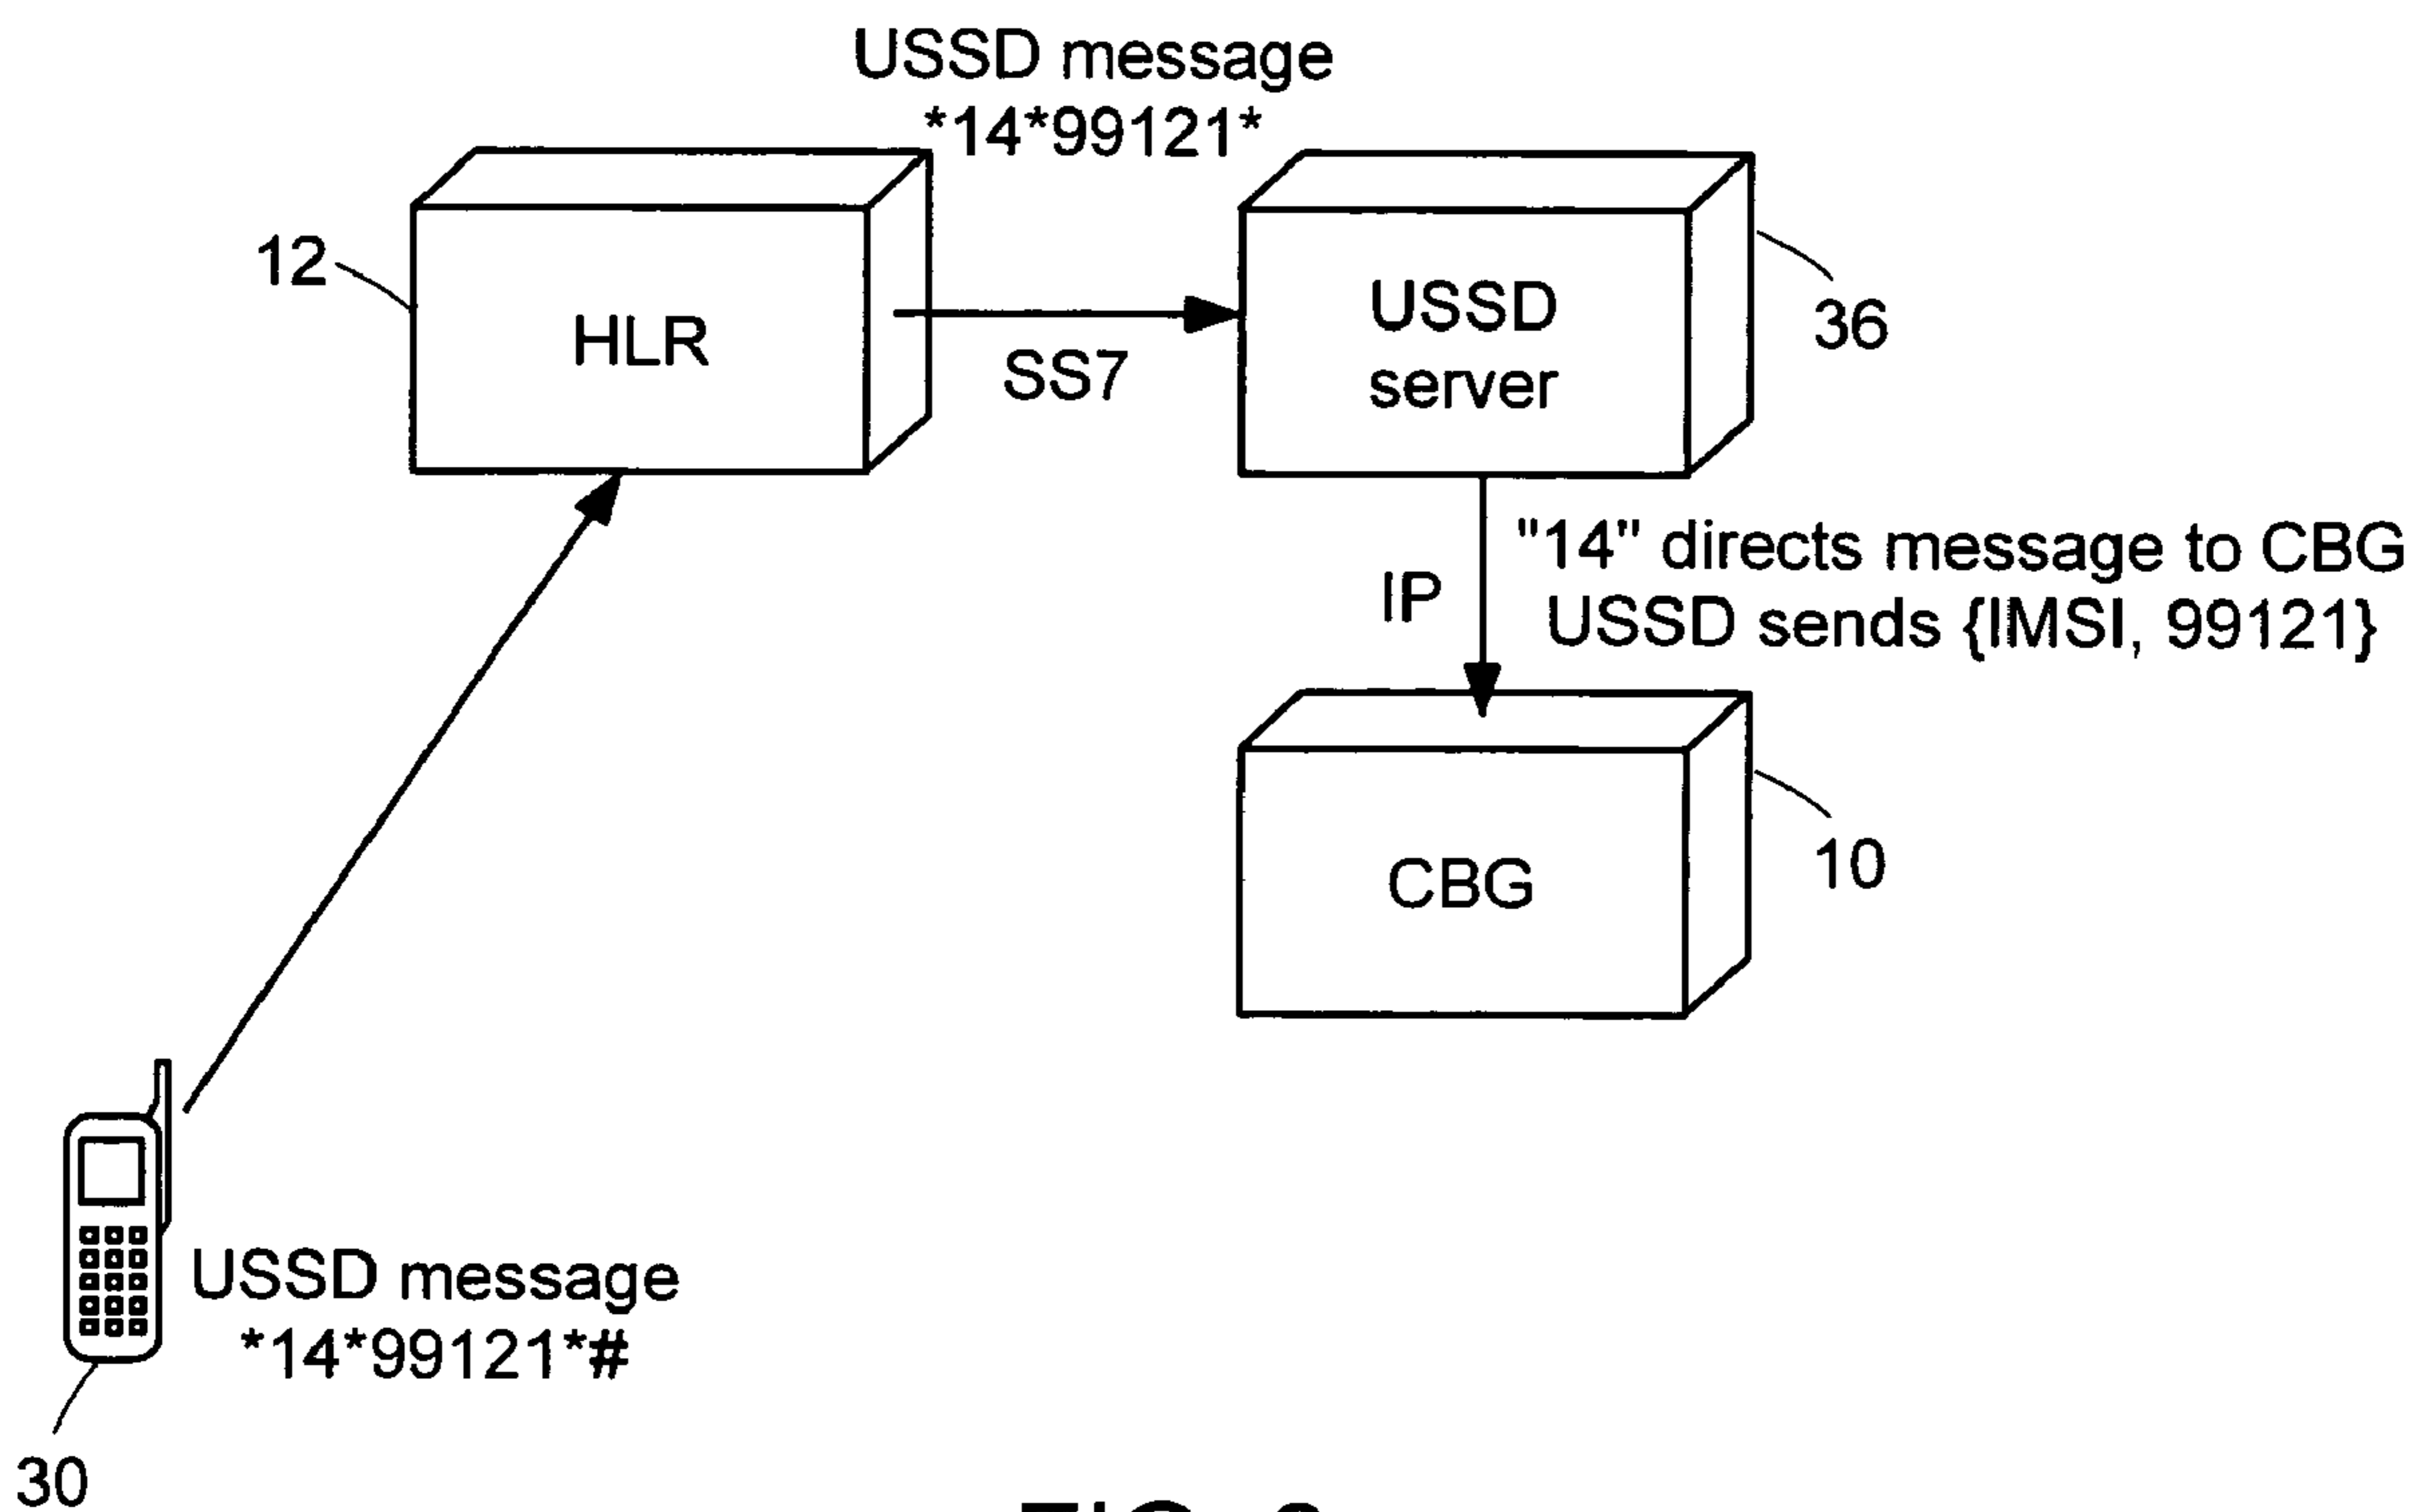 USSD message
*14*99121*
12
HLR
SS7
USSD
server
36
IP
"14" directs message to CBG
USSD sends {IMSI, 99121}
CBG
10
USSD message
*14*99121*#
30